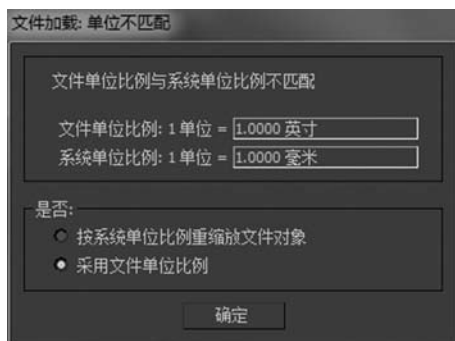 文件加载: 单位不匹配
文件单位比例与系统单位比例不匹配
文件单位比例: 1 单位 = 1.0000 英寸
系统单位比例: 1 单位 = 1.0000 毫米
是否:
按系统单位比例重缩放文件对象
采用文件单位比例
确定